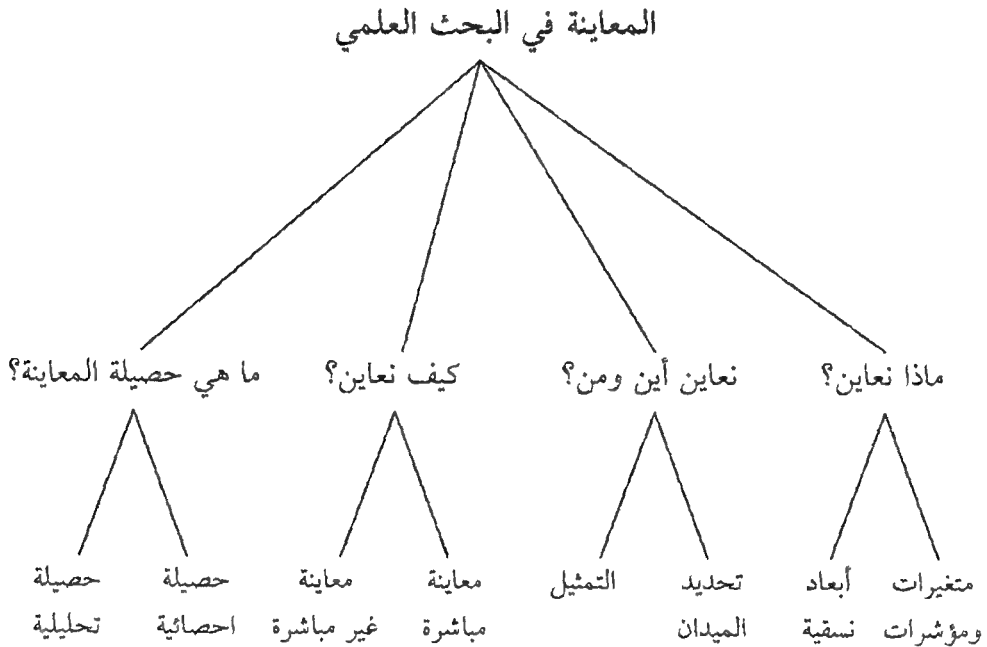 المعاينة في البحث العلمي
ماذا نعاين؟
نعاين أين ومن؟
كيف نعاين؟
ما هي حصيلة المعاينة؟
متغيرات
ومؤشرات
أبعاد
نسقية
تحديد
الميدان
التمثيل
معاينة
مباشرة
معاينة
غير مباشرة
حصيلة
احصائية
حصيلة
تحليلية